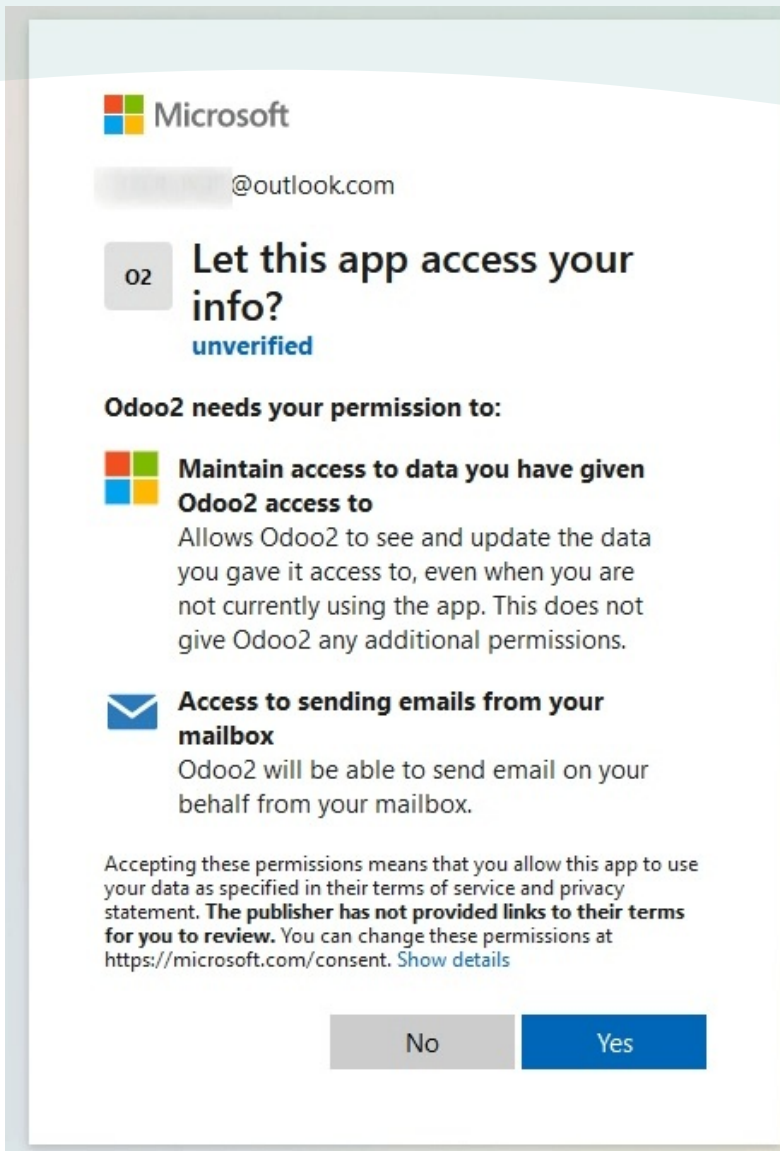 Microsoft
@outlook.com
O2
Let this app access your
info?
unverified
Odoo2 needs your permission to:
Maintain access to data you have given
Odoo2 access to
Allows Odoo2 to see and update the data
you gave it access to, even when you are
not currently using the app. This does not
give Odoo2 any additional permissions.
Access to sending emails from your
mailbox
Odoo2 will be able to send email on your
behalf from your mailbox.
Accepting these permissions means that you allow this app to use
your data as specified in their terms of service and privacy
statement. The publisher has not provided links to their terms
for you to review. You can change these permissions at
https://microsoft.com/consent. Show details
No
Yes